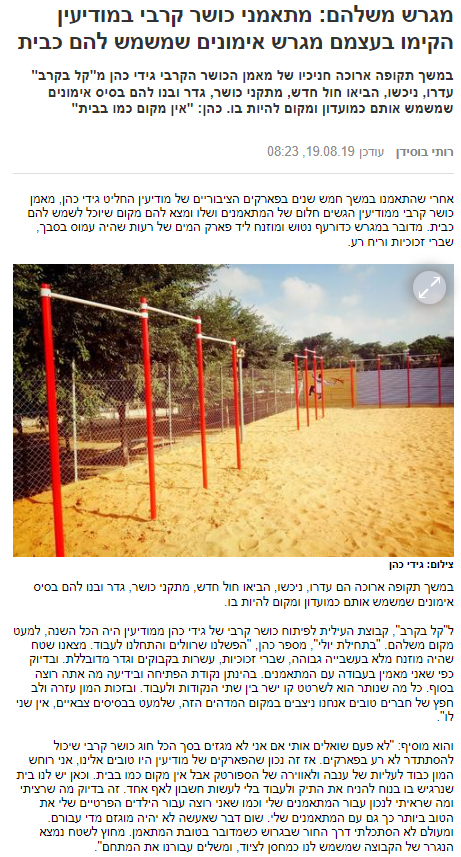 מגרש משלהם: מתאמני כושר קרבי במודיעין
הקימו בעצמם מגרש אימונים שמשמש להם כבית
במשך תקופה ארוכה חניכיו של מאמן הכושר הקרבי גידי כהן מ"קל בקרב"
עדרו, ניכשו, הביאו חול חדש, מתקני כושר, גדר ובנו להם בסיס אימונים
שמשמש אותם כמועדון ומקום להיות בו. כהן: "אין מקום כמו בבית"
רותי בוסידן  עודכן 19.08.19, 08:23
אחרי שהתאמנו במשך חמש שנים בפארקים הציבוריים של מודיעין החליט גידי כהן, מאמן
כושר קרבי ממודיעין הגשים חלום של המתאמנים ושלו ומצא להם מקום שיוכל לשמש להם
כבית. מדובר במגרש כדורעף נטוש ומוזנח ליד פארק המים של רעות שהיה עמוס בסבך,
שברי זכוכיות וריח רע.
צילום: גידי כהן
במשך תקופה ארוכה הם עדרו, ניכשו, הביאו חול חדש, מתקני כושר, גדר ובנו להם בסיס
אימונים שמשמש אותם כמועדון ומקום להיות בו.
ל"קל בקרב", קבוצת העילית לפיתוח כושר קרבי של גידי כהן ממודיעין היה הכל השנה, למעט
מקום משלהם. "בתחילת יולי", מספר כהן, "הפשלנו שרוולים והתחלנו לעבוד. מצאנו שטח
שהיה מוזנח מלא בעשבייה גבוהה, שברי זכוכיות, עשרות בקבוקים וגדר מדובללת. ובדיוק
כפי שאני מאמין בעבודה עם המתאמנים. בהינתן נקודת הפתיחה ובידיעה מה אתה רוצה
בסוף. כל מה שנותר הוא לשרטט קו ישר בין שתי הנקודות ולעבוד. ובזכות המון עזרה ולב
חפץ של חברים טובים אנחנו ניצבים במקום המדהים הזה, שלמעט בבסיסים צבאיים, אין שני
לו".
והוא מוסיף: "לא פעם שואלים אותי אם אני לא מגזים בסך הכל חוג כושר קרבי שיכול
להסתתדר לא רע בפארקים. אז זה נכון שהפארקים של מודיעין היו טובים אלינו, אני רוחש
המון כבוד לעליות של ענבה ולאווירה של הספורטק אבל אין מקום כמו בבית. וכאן יש לנו בית
שנרגיש בו בנוח להניח את התיק ולעבוד בלי לעשות חשבון לאף אחד. זה בדיוק מה שרציתי
ומה שראיתי לנכון עבור המתאמנים שלי וכמו שאני רוצה עבור הילדים הפרטיים שלי את
הטוב ביותר כך גם עם המתאמנים שלי. שום דבר שאעשה לא יהיה מוגזם מדי עבורם.
ומעולם לא הסתכלתי דרך החור שבגרוש כשמדובר בטובת המתאמן. מחוץ לשטח נמצא
הנגרר של הקבוצה שמשמש לנו כמחסן לציוד, ומשלים עבורנו את המתחם".